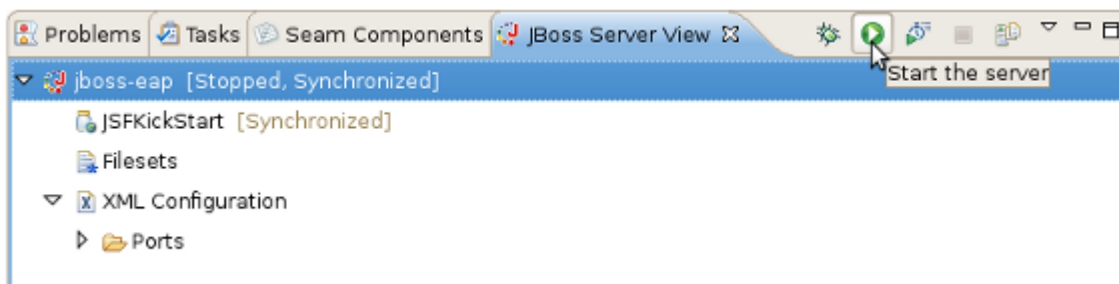 Problems Tasks Seam Components JBoss Server View
Start the server
jboss-eap [Stopped, Synchronized]
JSFKickStart [Synchronized]
Filesets
XML Configuration
Ports